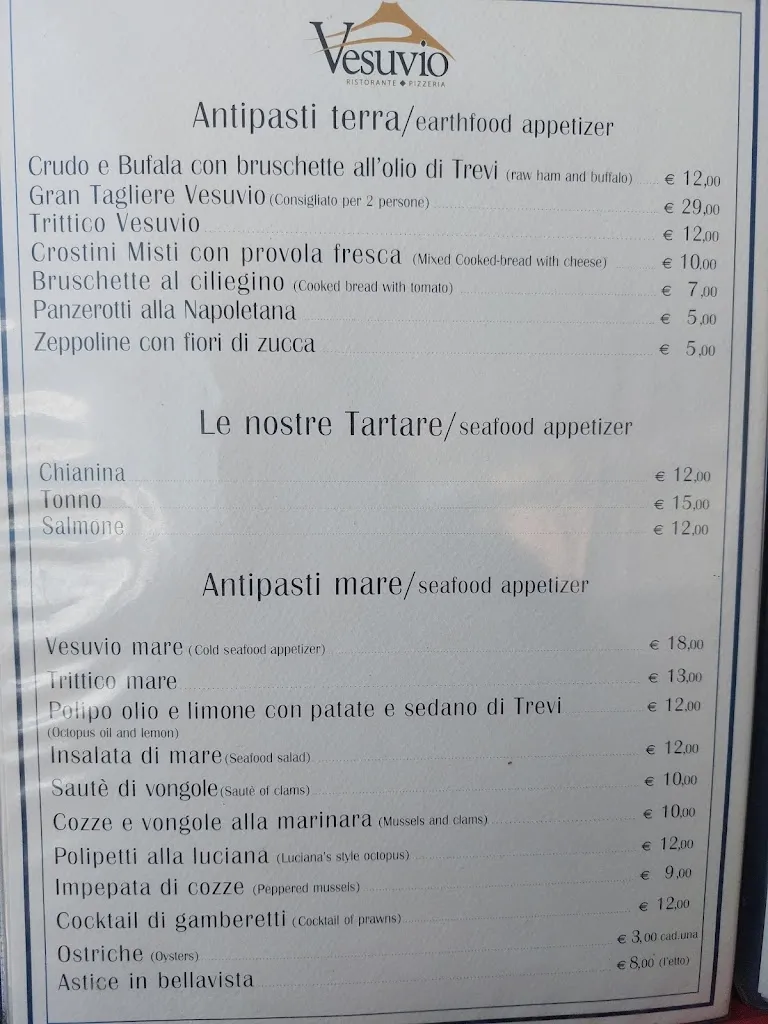 Vesuvio
RISTORANTE ◆ PIZZERIA
Antipasti terra/earthfood appetizer
Crudo e Bufala con bruschette all'olio di Trevi (raw ham and buffalo) € 12,00
Gran Tagliere Vesuvio (Consigliato per 2 persone) € 29,00
Trittico Vesuvio € 12,00
Crostini Misti con provola fresca (Mixed Cooked-bread with cheese) € 10,00
Bruschette al ciliegino (Cooked bread with tomato) € 7,00
Panzerotti alla Napoletana € 5,00
Zeppoline con fiori di zucca € 5,00
Le nostre Tartare/seafood appetizer
Chianina € 12,00
Tonno € 15,00
Salmone € 12,00
Antipasti mare/seafood appetizer
Vesuvio mare (Cold seafood appetizer) € 18,00
Trittico mare € 13,00
Polipo olio e limone con patate e sedano di Trevi € 12,00
(Octopus oil and lemon)
Insalata di mare (Seafood salad) € 12,00
Sautè di vongole (Sautè of clams) € 10,00
Cozze e vongole alla marinara (Mussels and clams) € 10,00
Polipetti alla luciana (Luciana's style octopus) € 12,00
Impepata di cozze (Peppered mussels) € 9,00
Cocktail di gamberetti (Cocktail of prawns) € 12,00
Ostriche (Oysters) € 3,00 cad.una
Astice in bellavista € 8,00 (l'etto)